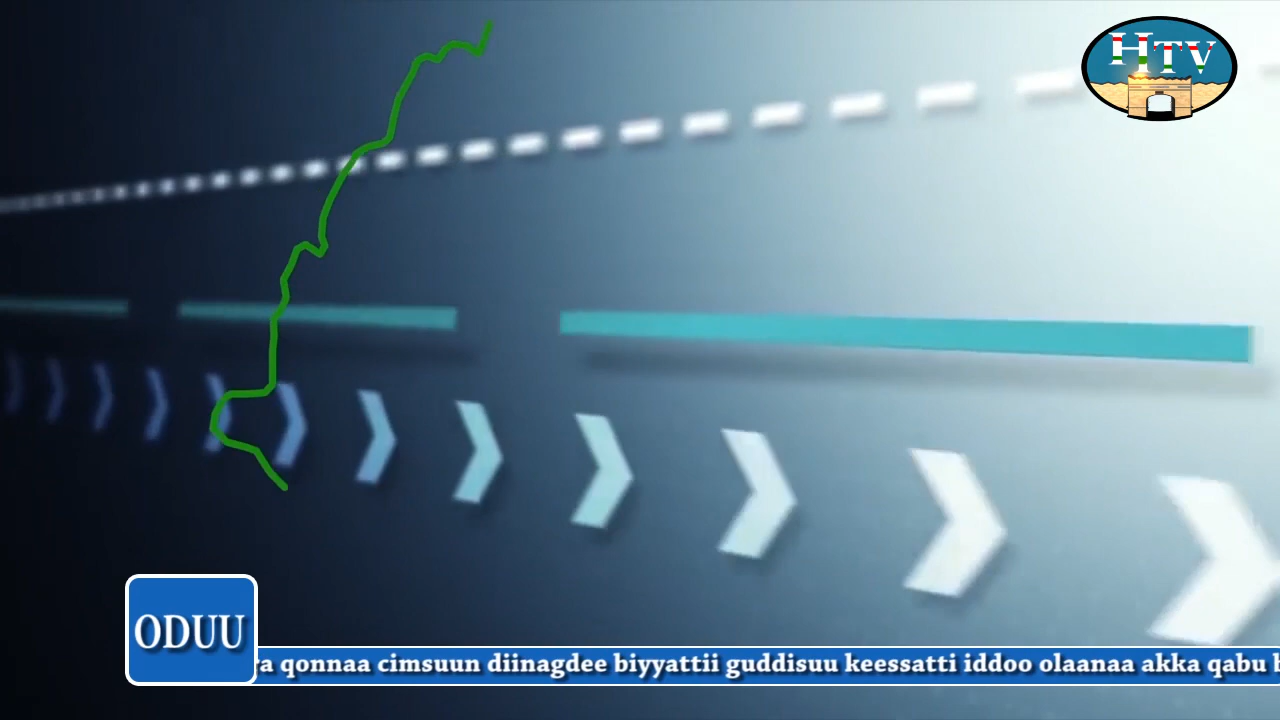 HTV
ODUU
qonnaa cimsuun diinagdee biyyattii guddisuu keessatti iddoo olaanaa akka qabu